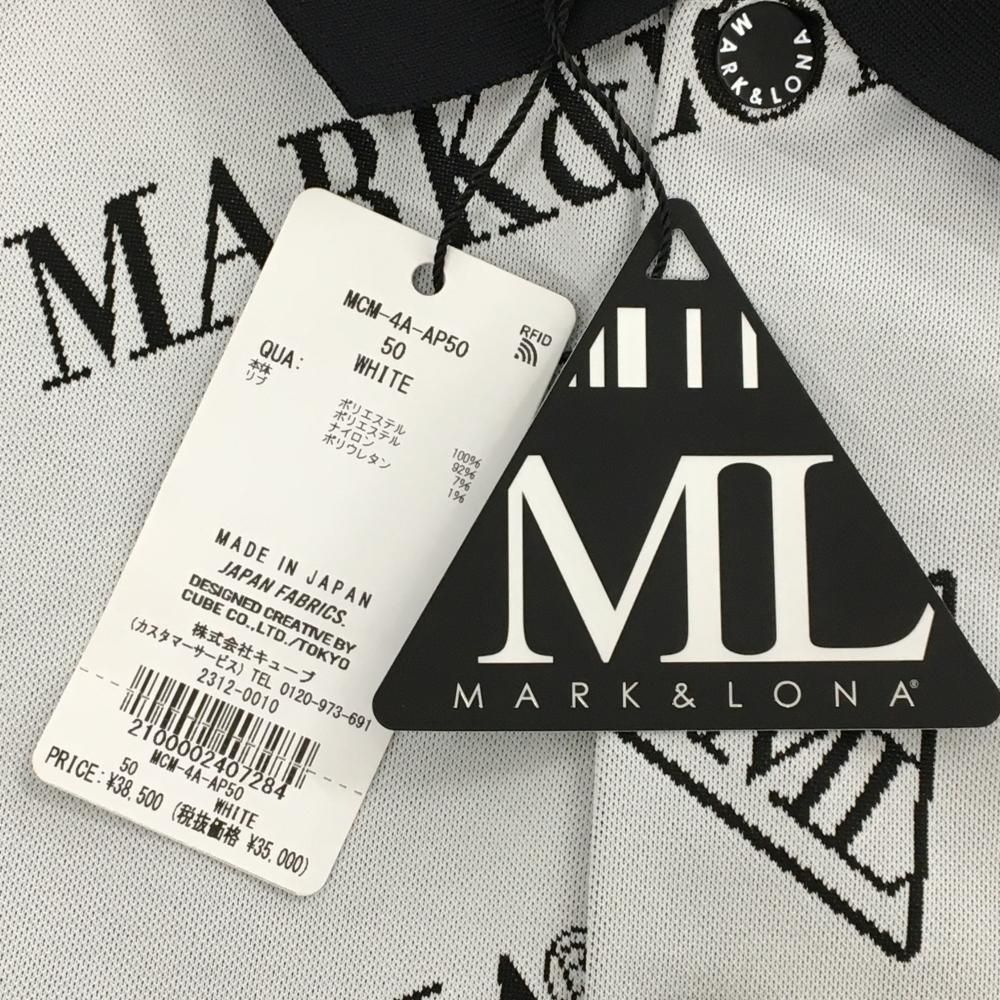 MARK&LO
MARK&LONA
MCM-4A-AP50
50
WHITE
RFID
QUA:
本体
リブ
ポリエステル 100%
ポリエステル 92%
ナイロン 7%
ポリウレタン 1%
MADE IN JAPAN
JAPAN FABRICS.
DESIGNED CREATIVE BY
CUBE CO.,LTD./TOKYO
株式会社キューブ
(カスタマーサービス) TEL 0120-973-691
2312-0010
2100002407284
50 MCM-4A-AP50
WHITE
PRICE: ¥38,500 (税抜価格 ¥35,000)
ML
MARK & LONA®
ML